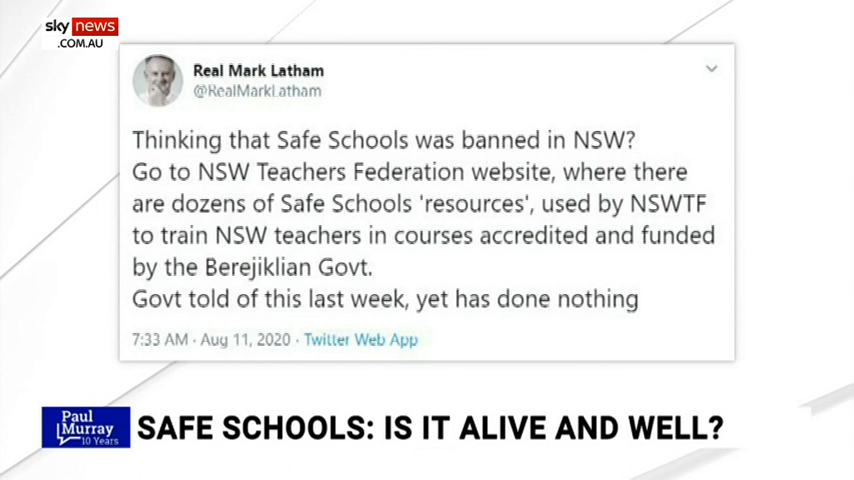 sky news
.COM.AU
Real Mark Latham
@RealMarkLatham
Thinking that Safe Schools was banned in NSW?
Go to NSW Teachers Federation website, where there
are dozens of Safe Schools 'resources', used by NSWTF
to train NSW teachers in courses accredited and funded
by the Berejiklian Govt.
Govt told of this last week, yet has done nothing
7:33 AM · Aug 11, 2020 · Twitter Web App
Paul
Murray
10 Years
SAFE SCHOOLS: IS IT ALIVE AND WELL?